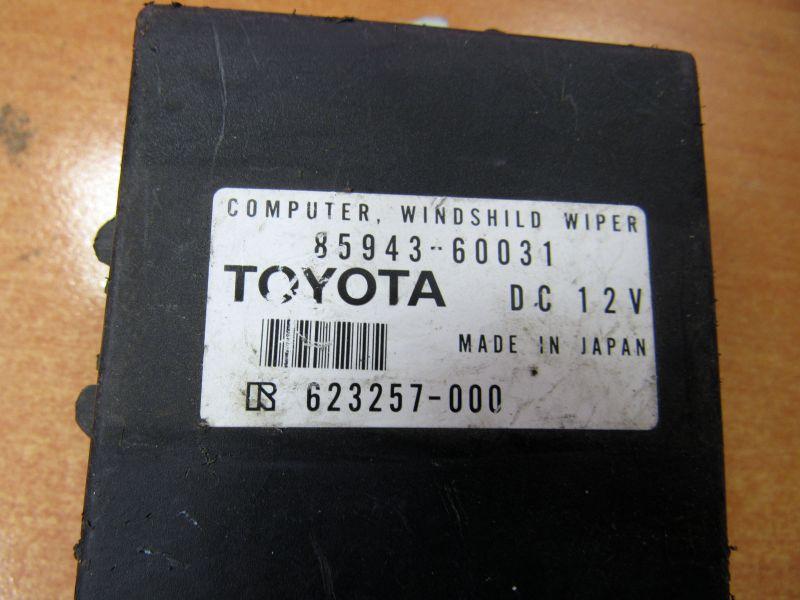 COMPUTER, WINDSHILD WIPER
85943-60031
TOYOTA DC 12V
MADE IN JAPAN
623257-000